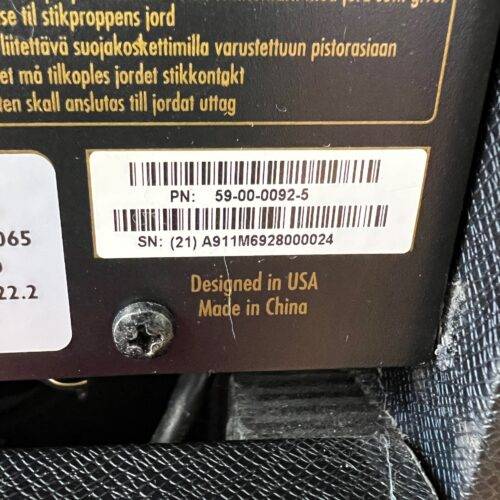 se til stikproppens jord
liitettävä suojakoskettimilla varustettuun pistorasiaan
et må tilkoples jordet stikkontakt
ten skall anslutas till jordat uttag
PN: 59-00-0092-5
065
SN: (21) A911M6928000024
22.2
Designed in USA
Made in China